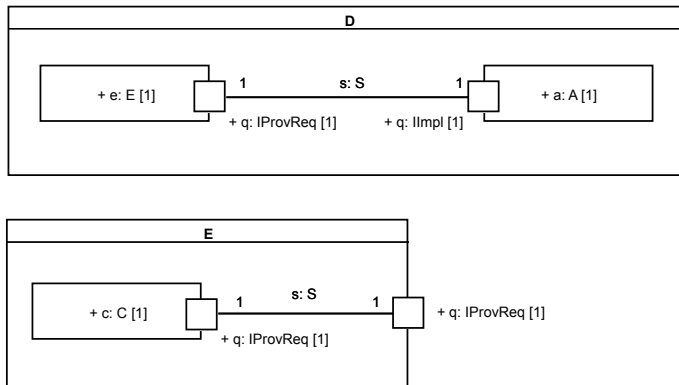 D
+ e: E [1]
1
s: S
1
+ a: A [1]
+ q: IProvReq [1]
+ q: IImpl [1]
E
+ c: C [1]
1
s: S
1
+ q: IProvReq [1]
+ q: IProvReq [1]